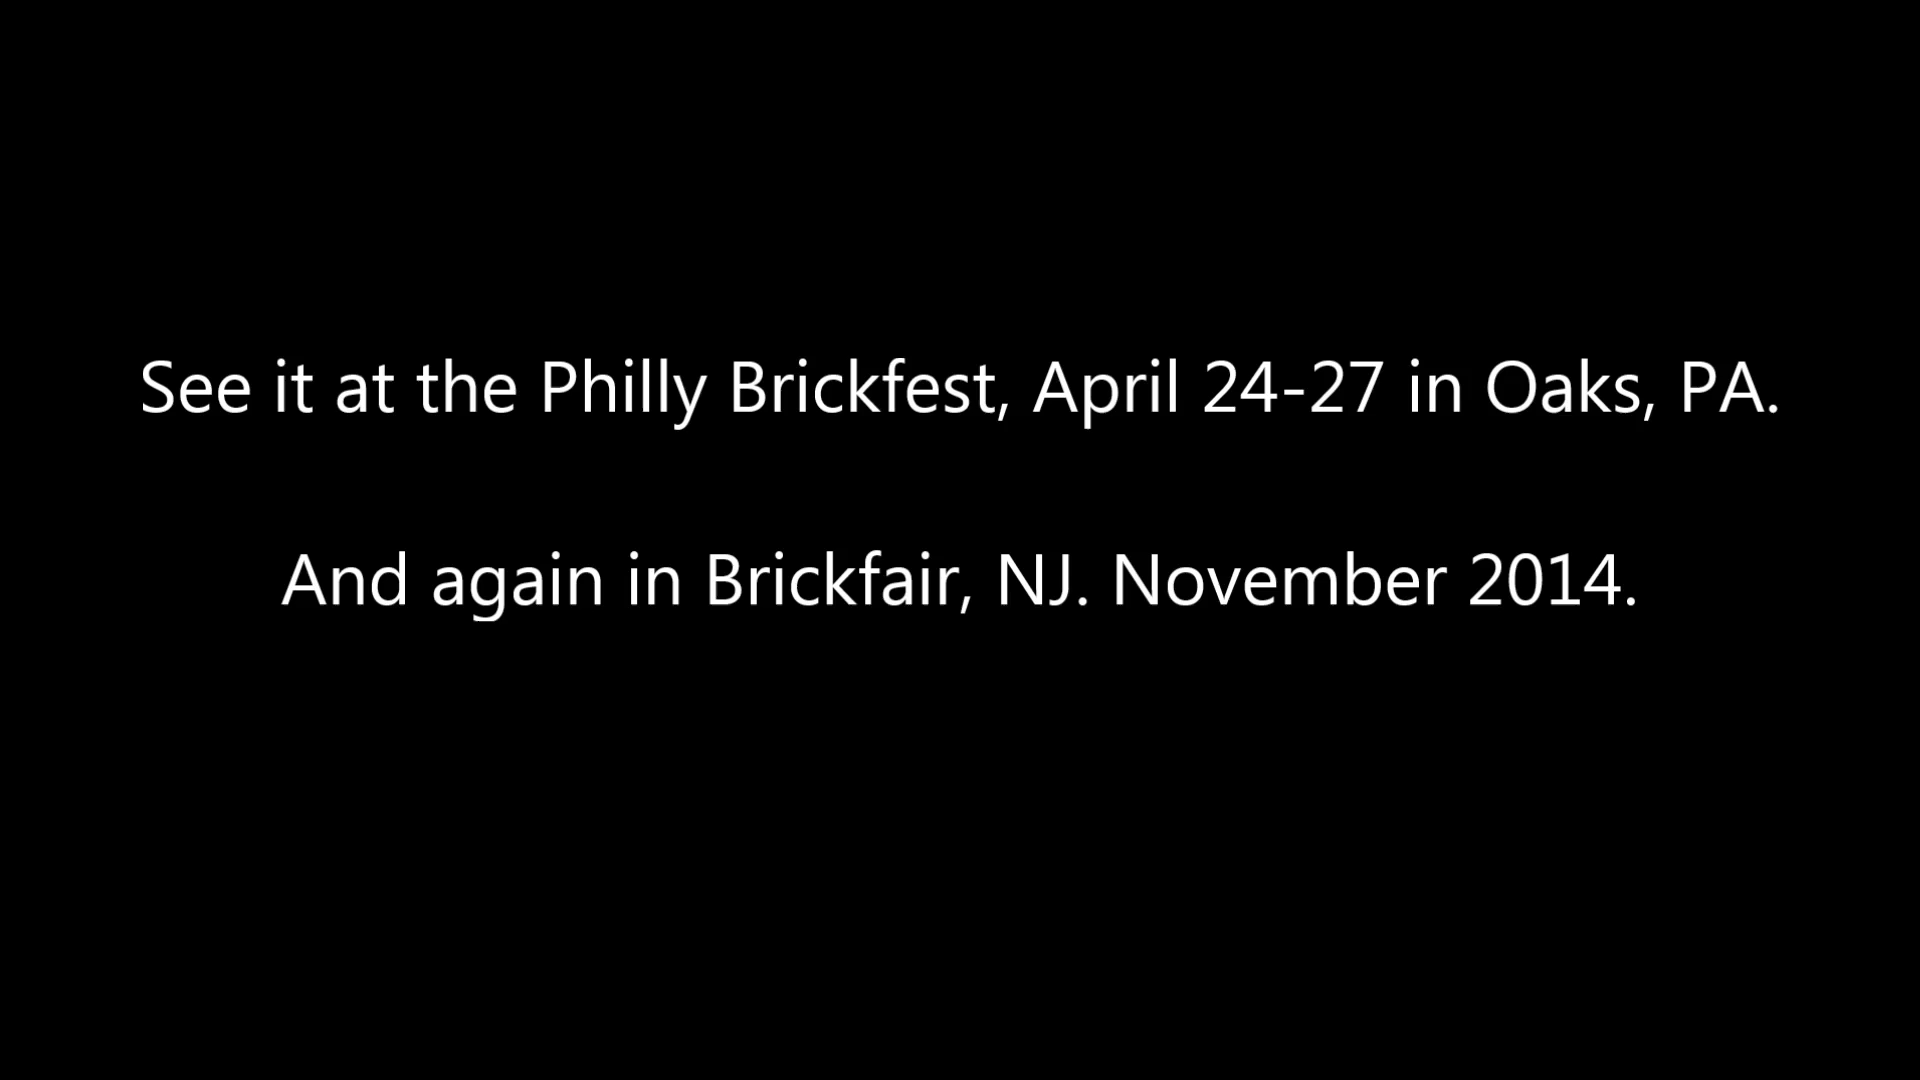 See it at the Philly Brickfest, April 24-27 in Oaks, PA.
And again in Brickfair, NJ. November 2014.